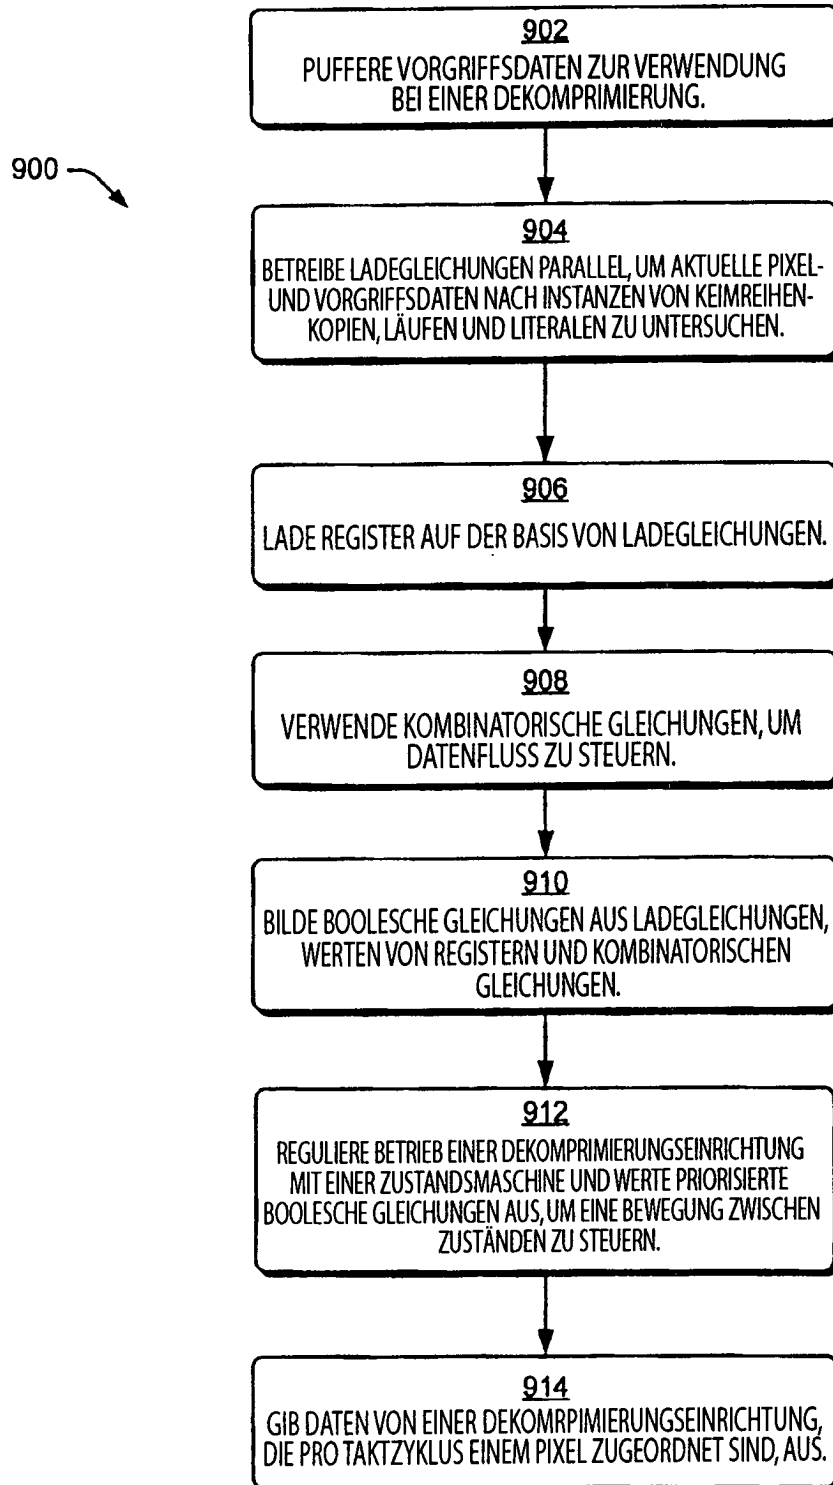 902
PUFFERE VORGRIFFSDATEN ZUR VERWENDUNG
BEI EINER DEKOMPRIMIERUNG.
900
904
BETREIBE LADEGLEICHUNGEN PARALLEL, UM AKTUELLE PIXEL-
UND VORGRIFFSDATEN NACH INSTANZEN VON KEIMREIHEN-
KOPIEN, LÄUFEN UND LITERALEN ZU UNTERSUCHEN.
906
LADE REGISTER AUF DER BASIS VON LADEGLEICHUNGEN.
908
VERWENDE KOMBINATORISCHE GLEICHUNGEN, UM
DATENFLUSS ZU STEUERN.
910
BILDE BOOLESCHE GLEICHUNGEN AUS LADEGLEICHUNGEN,
WERTEN VON REGISTERN UND KOMBINATORISCHEN
GLEICHUNGEN.
912
REGULIERE BETRIEB EINER DEKOMPRIMIERUNGSEINRICHTUNG
MIT EINER ZUSTANDSMASCHINE UND WERTE PRIORISIERTE
BOOLESCHE GLEICHUNGEN AUS, UM EINE BEWEGUNG ZWISCHEN
ZUSTÄNDEN ZU STEUERN.
914
GIB DATEN VON EINER DEKOMRPIMIERUNGSEINRICHTUNG,
DIE PRO TAKTZYKLUS EINEM PIXEL ZUGEORDNET SIND, AUS.